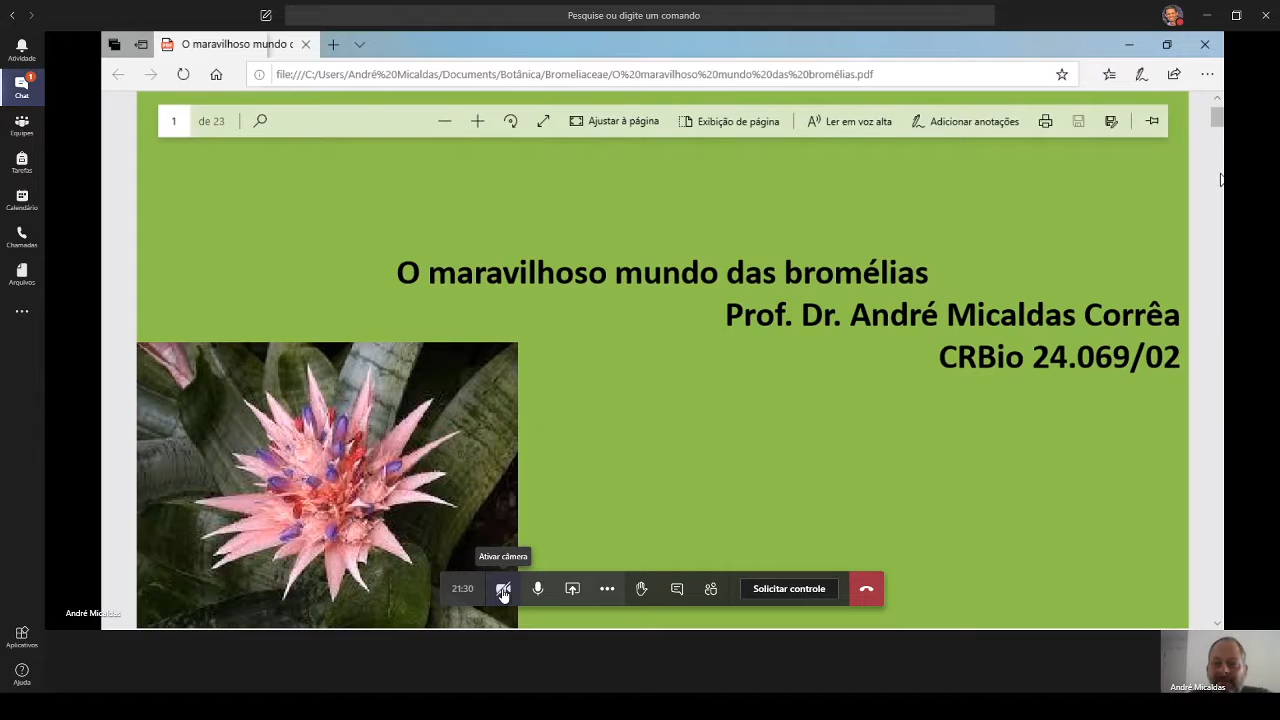 Pesquise ou digite um comando
Atividade
1
Chat
Equipes
Tarefas
Calendário
Chamadas
Arquivos
Aplicativos
Ajuda
PDF
O maravilhoso mundo d
file:///C:/Users/André%20Micaldas/Documents/Botânica/Bromeliaceae/O%20maravilhoso%20mundo%20das%20bromélias.pdf
1 de 23
Ajustar à página
Exibição de página
Ler em voz alta
Adicionar anotações
O maravilhoso mundo das bromélias
Prof. Dr. André Micaldas Corrêa
CRBio 24.069/02
Ativar câmera
21:30
Solicitar controle
André Micaldas
André Micaldas